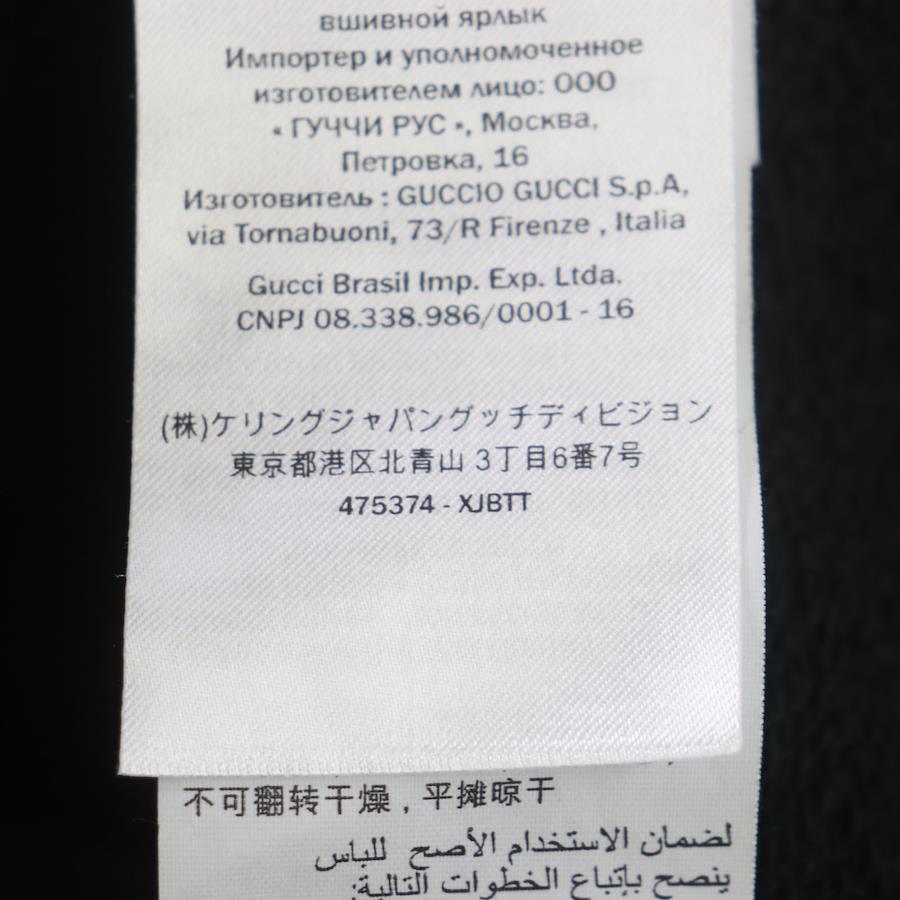 вшивной ярлык
Импортер и уполномоченное
изготовителем лицо: ООО
« ГУЧЧИ РУС », Москва,
Петровка, 16
Изготовитель : GUCCIO GUCCI S.p.A,
via Tornabuoni, 73/R Firenze , Italia
Gucci Brasil Imp. Exp. Ltda.
CNPJ 08.338.986/0001 - 16
(株)ケリングジャパングッチディビジョン
東京都港区北青山 3丁目6番7号
475374 - XJBTT
不可翻转干燥 , 平摊晾干
لضمان الاستخدام الأصح للباس
ينصح بإتباع الخطوات التالية: